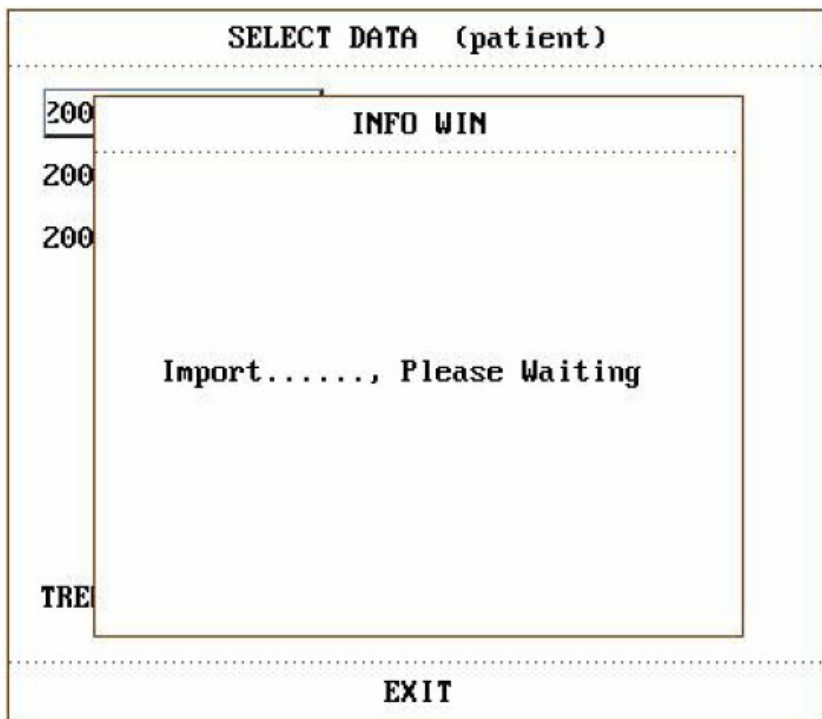 SELECT DATA (patient)
200
INFO WIN
200
200
Import......, Please Waiting
TRE
EXIT